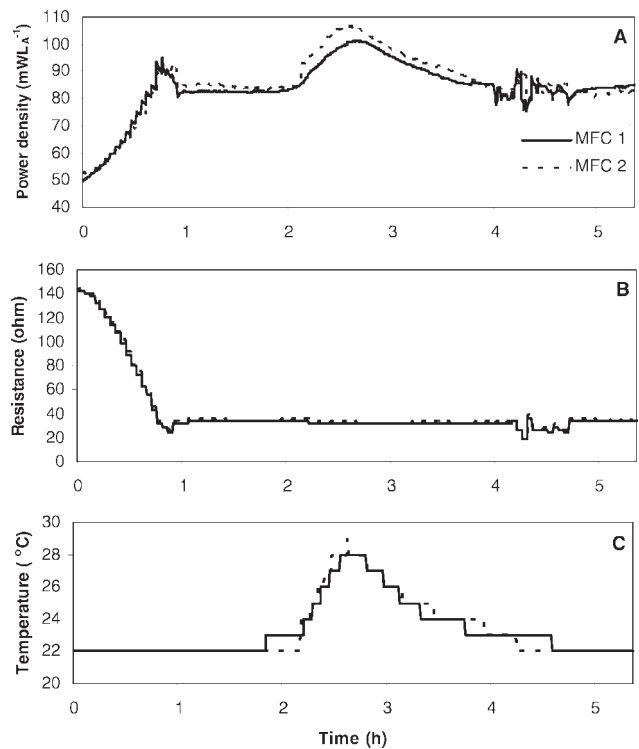 Power density (mWL_A⁻¹)
110
100
90
80
70
60
50
40
A
MFC 1
MFC 2
0 1 2 3 4 5
Resistance (ohm)
160
140
120
100
80
60
40
20
0
B
0 1 2 3 4 5
Temperature ( °C)
30
28
26
24
22
20
C
0 1 2 3 4 5
Time (h)